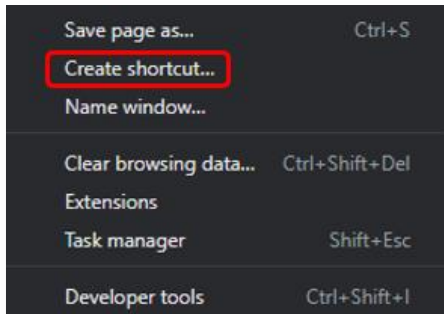 Save page as... Ctrl+S
Create shortcut...
Name window...
Clear browsing data... Ctrl+Shift+Del
Extensions
Task manager Shift+Esc
Developer tools Ctrl+Shift+I